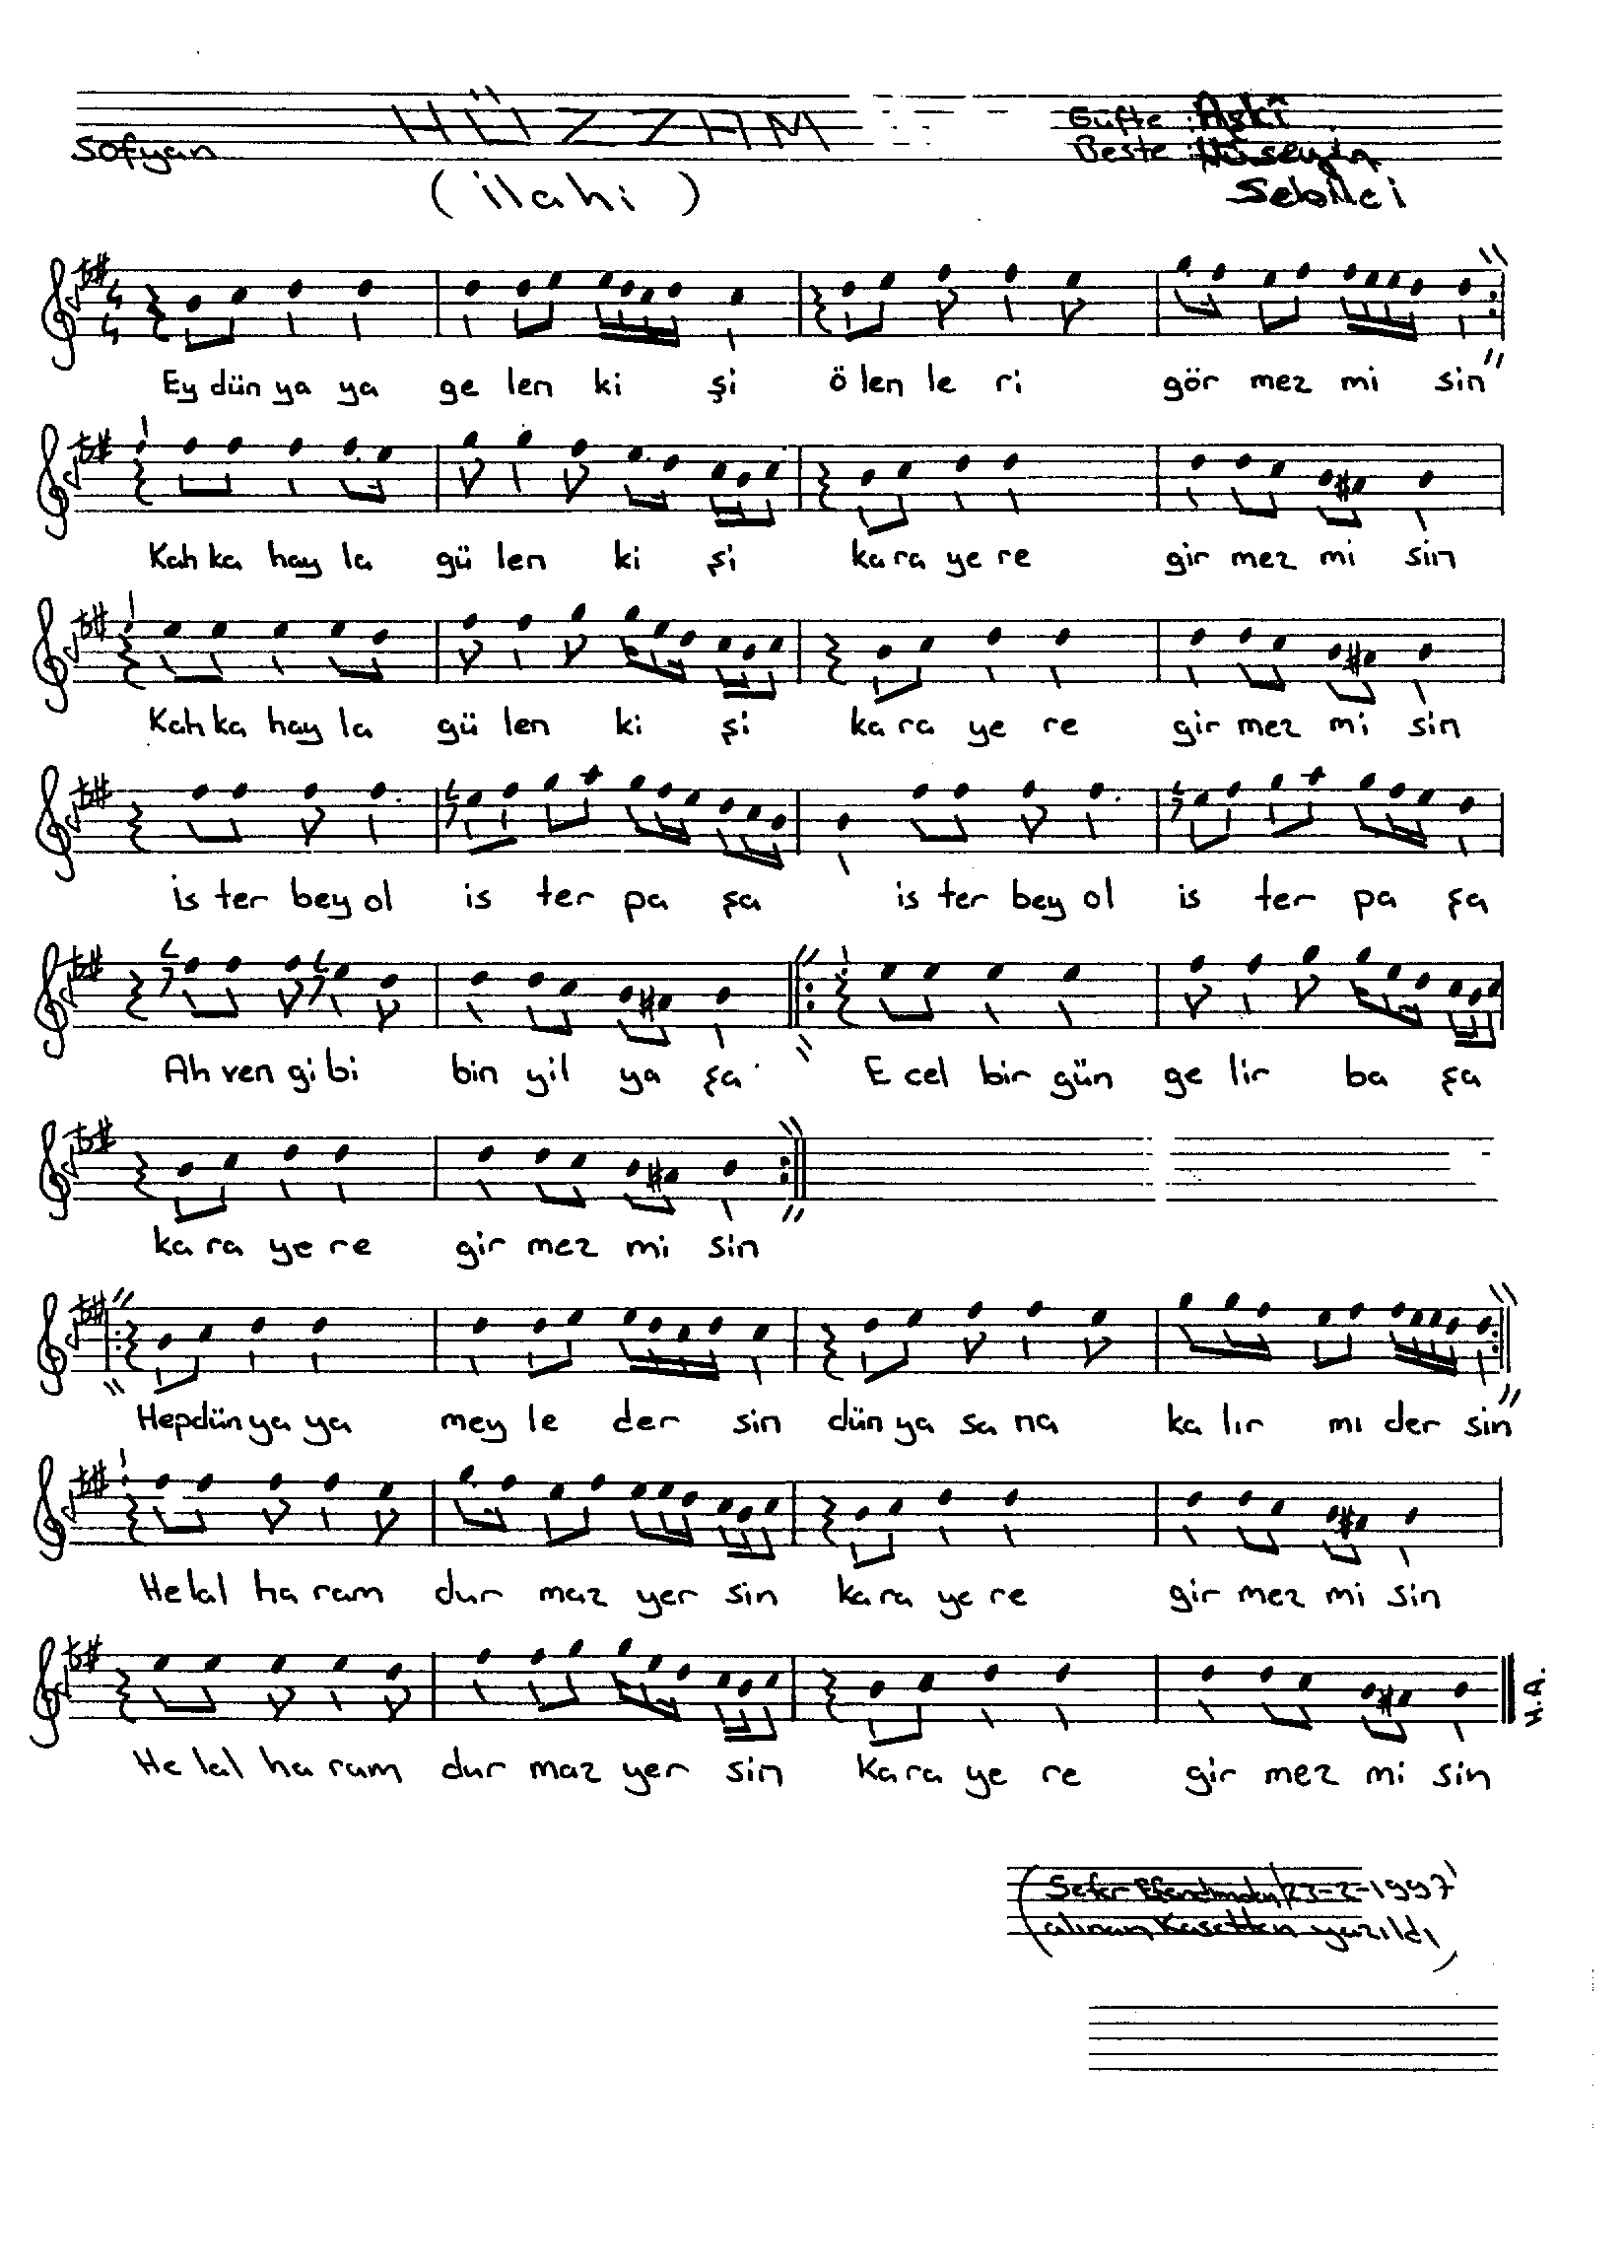 HÜZZAM
Sofyan
(ilahi)
Güfte : Aşkî
Beste : Hüseyin
Sebilci
Ey dün ya ya ge len ki şi ö len le ri gör mez mi sin
Kah ka hay la gü len ki şi ka ra ye re gir mez mi sin
Kah ka hay la gü len ki şi ka ra ye re gir mez mi sin
is ter bey ol is ter pa şa is ter bey ol is ter pa şa
Ah ven gi bi bin yil ya şa E cel bir gün ge lir ba şa
ka ra ye re gir mez mi sin
Hep dün ya ya mey le der sin dün ya sa na ka lır mı der sin
He lal ha ram dur maz yer sin ka ra ye re gir mez mi sin
He lal ha ram dur maz yer sin ka ra ye re gir mez mi sin
H.A.
(Sefer Efendimden 23-2-1997
alınan Kasetten yazıldı)